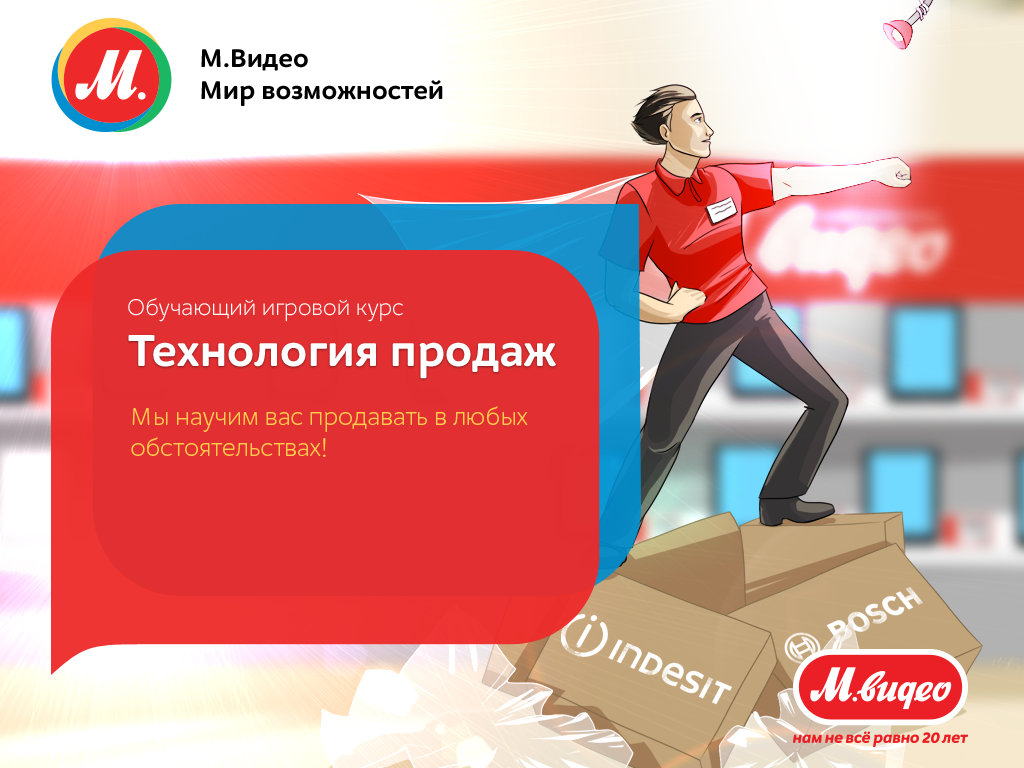 М.
М.Видео
Мир возможностей
видео
Обучающий игровой курс
Технология продаж
Мы научим вас продавать в любых
обстоятельствах!
INDESIT
BOSCH
М.видео
нам не всё равно 20 лет